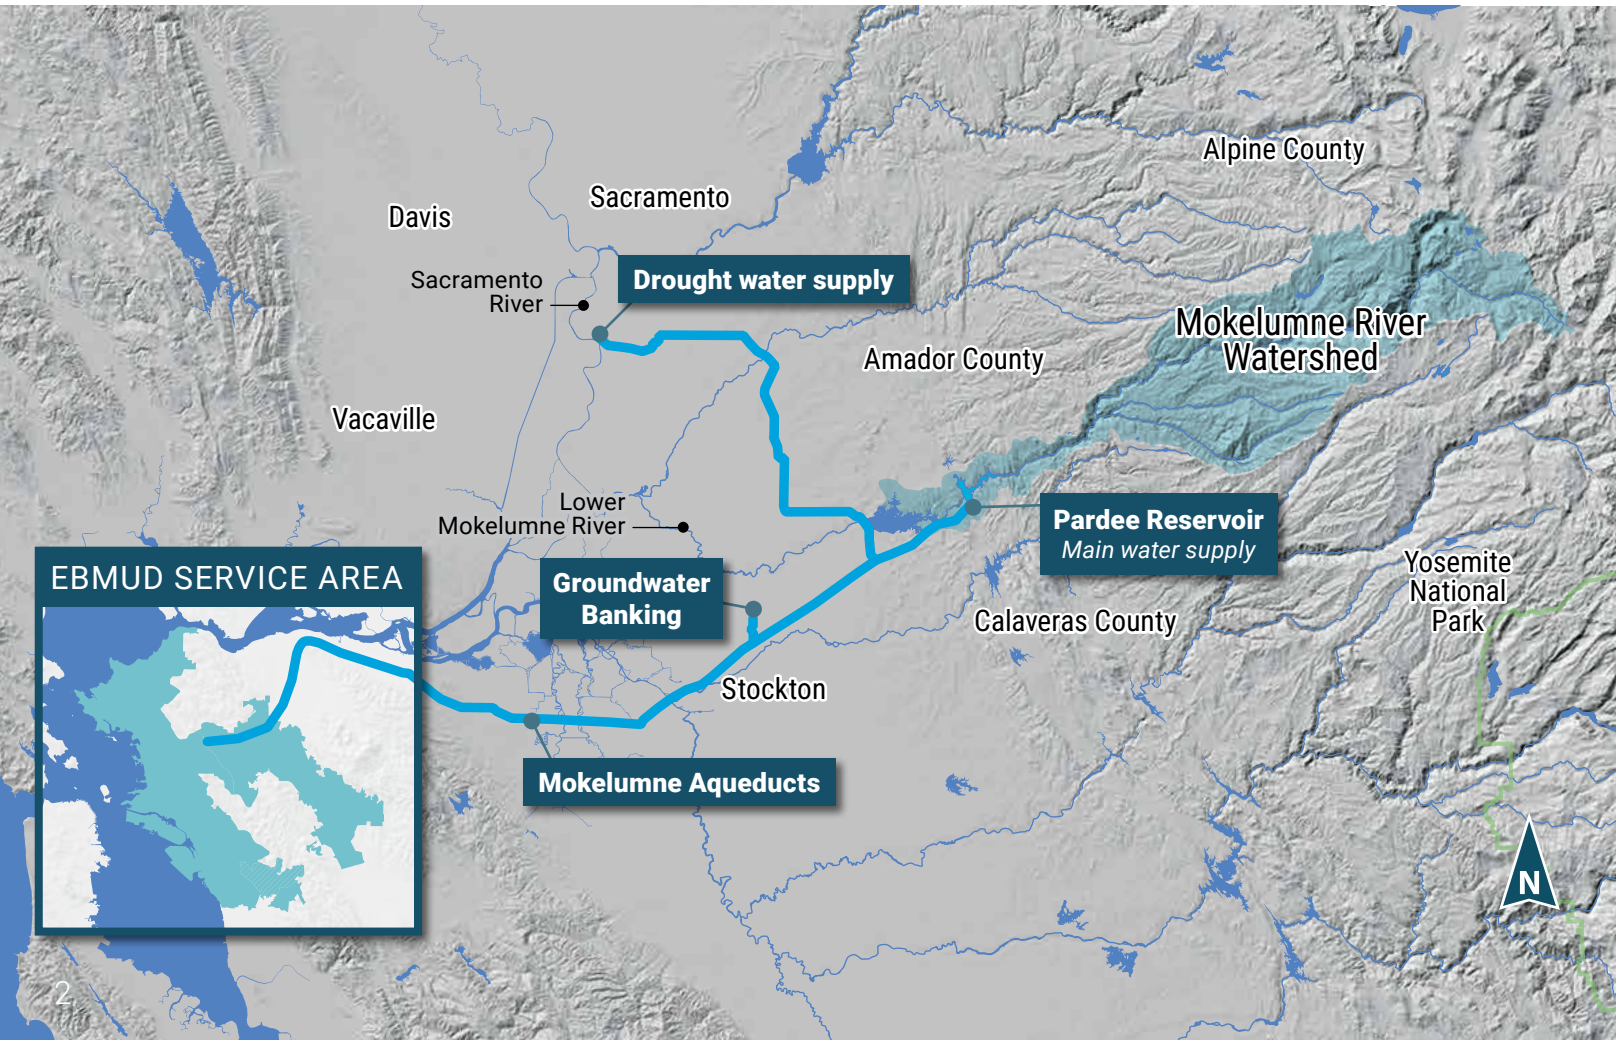 Alpine County
Sacramento
Davis
Sacramento
River
Drought water supply
Mokelumne River
Watershed
Amador County
Vacaville
Lower
Mokelumne River
Pardee Reservoir
Main water supply
Yosemite
National
Park
EBMUD SERVICE AREA
Groundwater
Banking
Calaveras County
Stockton
Mokelumne Aqueducts
N
2